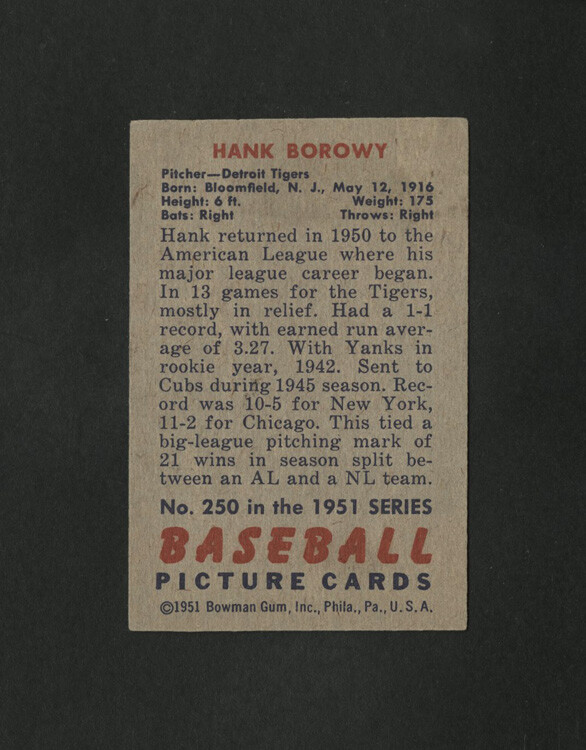 HANK BOROWY
Pitcher—Detroit Tigers
Born: Bloomfield, N. J., May 12, 1916
Height: 6 ft. Weight: 175
Bats: Right Throws: Right
Hank returned in 1950 to the
American League where his
major league career began.
In 13 games for the Tigers,
mostly in relief. Had a 1-1
record, with earned run aver-
age of 3.27. With Yanks in
rookie year, 1942. Sent to
Cubs during 1945 season. Rec-
ord was 10-5 for New York,
11-2 for Chicago. This tied a
big-league pitching mark of
21 wins in season split be-
tween an AL and a NL team.
No. 250 in the 1951 SERIES
BASEBALL
PICTURE CARDS
©1951 Bowman Gum, Inc., Phila., Pa., U. S. A.